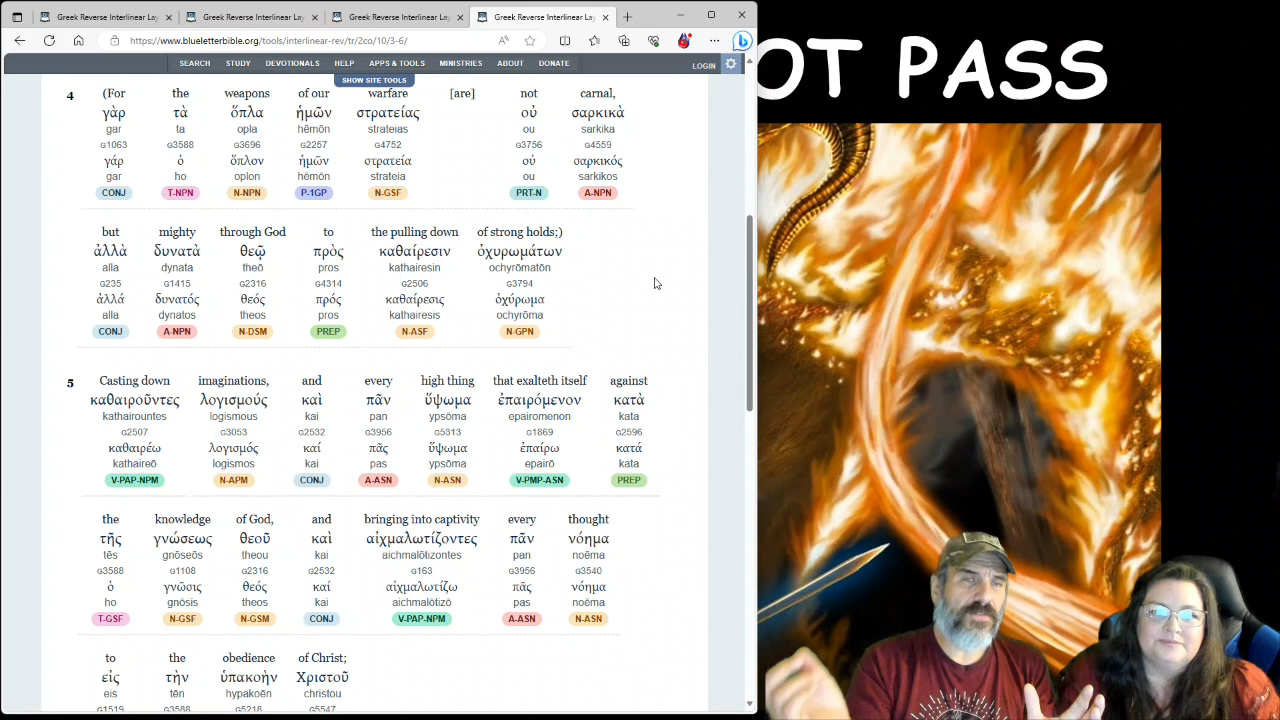 Greek Reverse Interlinear Lay
Greek Reverse Interlinear Lay
Greek Reverse Interlinear Lay
Greek Reverse Interlinear Lay
https://www.blueletterbible.org/tools/interlinear-rev/tr/2co/10/3-6/
SEARCH STUDY DEVOTIONALS HELP APPS & TOOLS MINISTRIES ABOUT DONATE LOGIN
SHOW SITE TOOLS
OT PASS
4 (For the weapons of our warfare [are] not carnal,
γὰρ τὰ ὅπλα ἡμῶν στρατείας οὐ σαρκικὰ
gar ta opla hēmōn strateias ou sarkika
G1063 G3588 G3696 G2257 G4752 G3756 G4559
γάρ ὁ ὅπλον ἡμῶν στρατεία οὐ σαρκικός
gar ho oplon hēmōn strateia ou sarkikos
CONJ T-NPN N-NPN P-1GP N-GSF PRT-N A-NPN
but mighty through God to the pulling down of strong holds;)
ἀλλὰ δυνατὰ θεῷ πρὸς καθαίρεσιν ὀχυρωμάτων
alla dynata theō pros kathairesin ochyrōmatōn
G235 G1415 G2316 G4314 G2506 G3794
ἀλλά δυνατός θεός πρός καθαίρεσις ὀχύρωμα
alla dynatos theos pros kathairesis ochyrōma
CONJ A-NPN N-DSM PREP N-ASF N-GPN
5 Casting down imaginations, and every high thing that exalteth itself against
καθαιροῦντες λογισμούς καὶ πᾶν ὕψωμα ἐπαιρόμενον κατὰ
kathairountes logismous kai pan ypsōma epairomenon kata
G2507 G3053 G2532 G3956 G5313 G1869 G2596
καθαιρέω λογισμός καί πᾶς ὕψωμα ἐπαίρω κατά
kathaireō logismos kai pas ypsōma epairō kata
V-PAP-NPM N-APM CONJ A-ASN N-ASN V-PMP-ASN PREP
the knowledge of God, and bringing into captivity every thought
τῆς γνώσεως θεοῦ καὶ αἰχμαλωτίζοντες πᾶν νόημα
tēs gnōseōs theou kai aichmalōtizontes pan noēma
G3588 G1108 G2316 G2532 G163 G3956 G3540
ὁ γνῶσις θεός καί αἰχμαλωτίζω πᾶς νόημα
ho gnōsis theos kai aichmalōtizō pas noēma
T-GSF N-GSF N-GSM CONJ V-PAP-NPM A-ASN N-ASN
to the obedience of Christ;
εἰς τὴν ὑπακοὴν Χριστοῦ
eis tēn hypakoēn christou
G1519 G3588 G5218 G5547